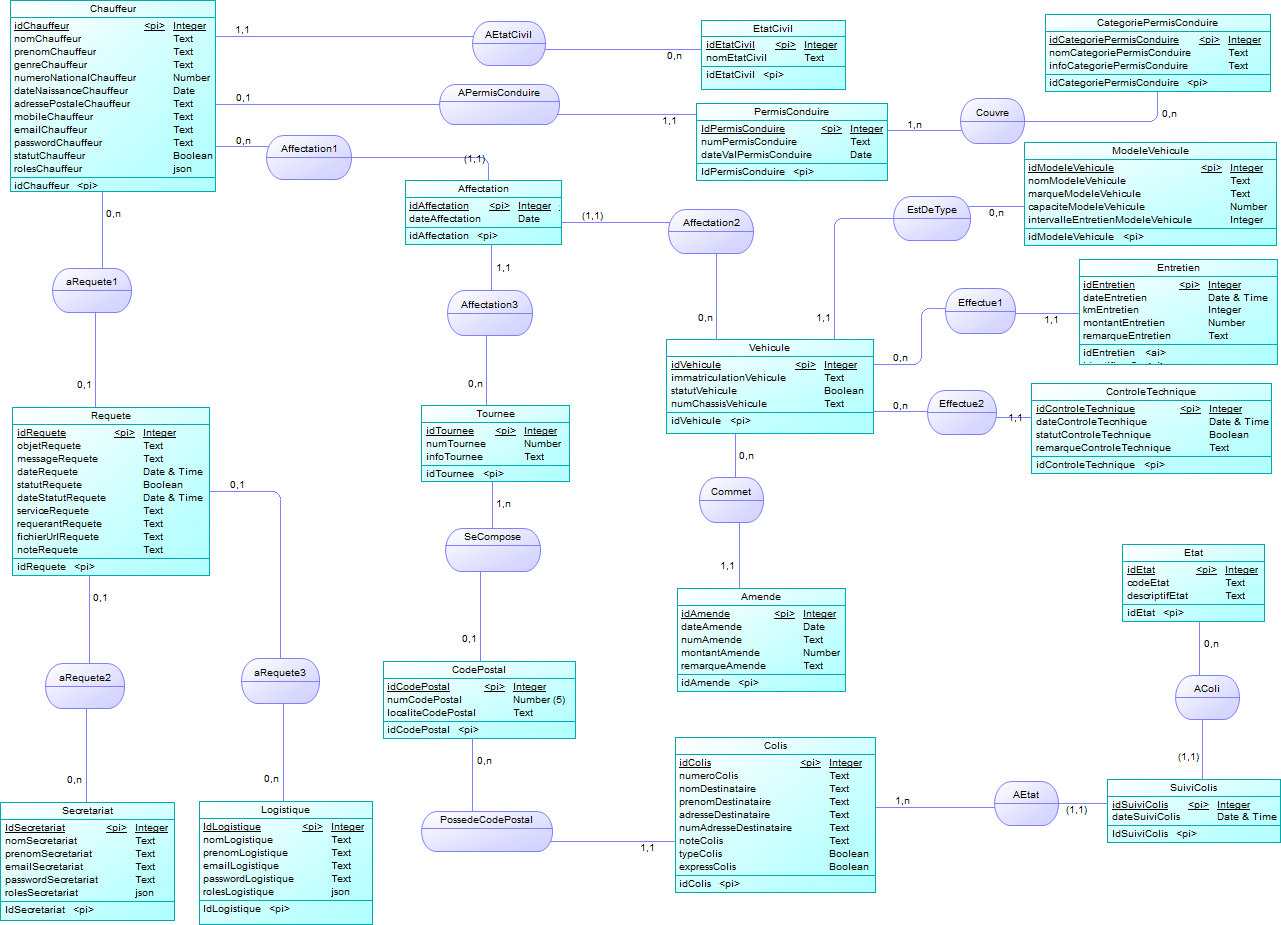 Chauffeur
idChauffeur <pi> Integer
nomChauffeur Text
prenomChauffeur Text
genreChauffeur Text
numeroNationalChauffeur Number
dateNaissanceChauffeur Date
adressePostaleChauffeur Text
mobileChauffeur Text
emailChauffeur Text
passwordChauffeur Text
statutChauffeur Boolean
rolesChauffeur json
idChauffeur <pi>
1,1
AEtatCivil
0,n
EtatCivil
idEtatCivil <pi> Integer
nomEtatCivil Text
idEtatCivil <pi>
CategoriePermisConduire
idCategoriePermisConduire <pi> Integer
nomCategoriePermisConduire Text
infoCategoriePermisConduire Text
idCategoriePermisConduire <pi>
0,1
APermisConduire
1,1
PermisConduire
IdPermisConduire <pi> Integer
numPermisConduire Text
dateValPermisConduire Date
IdPermisConduire <pi>
1,n
Couvre
0,n
0,n
Affectation1
(1,1)
Affectation
idAffectation <pi> Integer
dateAffectation Date
idAffectation <pi>
(1,1)
Affectation2
0,n
ModeleVehicule
idModeleVehicule <pi> Integer
nomModeleVehicule Text
marqueModeleVehicule Text
capaciteModeleVehicule Number
intervalleEntretienModeleVehicule Integer
idModeleVehicule <pi>
EstDeType
0,n
1,1
0,n
aRequete1
0,1
1,1
Affectation3
0,n
Vehicule
idVehicule <pi> Integer
immatriculationVehicule Text
statutVehicule Boolean
numChassisVehicule Text
idVehicule <pi>
Effectue1
0,n
1,1
Entretien
idEntretien <pi> Integer
dateEntretien Date & Time
kmEntretien Integer
montantEntretien Number
remarqueEntretien Text
idEntretien <ai>
Effectue2
0,n
1,1
ControleTechnique
idControleTechnique <pi> Integer
dateControleTecnhique Date & Time
statutControleTechnique Boolean
remarqueControleTechnique Text
idControleTechnique <pi>
Requete
idRequete <pi> Integer
objetRequete Text
messageRequete Text
dateRequete Date & Time
statutRequete Boolean
dateStatutRequete Date & Time
serviceRequete Text
requerantRequete Text
fichierUrlRequete Text
noteRequete Text
idRequete <pi>
0,1
0,1
Tournee
idTournee <pi> Integer
numTournee Number
infoTournee Text
idTournee <pi>
1,n
SeCompose
0,1
0,n
Commet
1,1
Amende
idAmende <pi> Integer
dateAmende Date
numAmende Text
montantAmende Number
remarqueAmende Text
idAmende <pi>
Etat
idEtat <pi> Integer
codeEtat Text
descriptifEtat Text
idEtat <pi>
0,n
AColi
(1,1)
aRequete2
0,n
aRequete3
0,n
CodePostal
idCodePostal <pi> Integer
numCodePostal Number (5)
localiteCodePostal Text
idCodePostal <pi>
0,n
PossedeCodePostal
1,1
Colis
idColis <pi> Integer
numeroColis Text
nomDestinataire Text
prenomDestinataire Text
adresseDestinataire Text
numAdresseDestinataire Text
noteColis Text
typeColis Boolean
expressColis Boolean
idColis <pi>
1,n
AEtat
(1,1)
SuiviColis
idSuiviColis <pi> Integer
dateSuiviColis Date & Time
IdSuiviColis <pi>
Secretariat
IdSecretariat <pi> Integer
nomSecretariat Text
prenomSecretariat Text
emailSecretariat Text
passwordSecretariat Text
rolesSecretariat json
IdSecretariat <pi>
Logistique
IdLogistique <pi> Integer
nomLogistique Text
prenomLogistique Text
emailLogistique Text
passwordLogistique Text
rolesLogistique json
IdLogistique <pi>